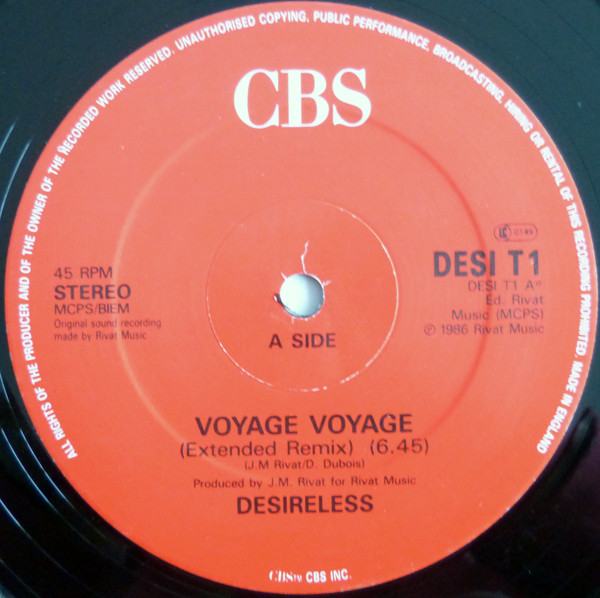 ALL RIGHTS OF THE PRODUCER AND OF THE OWNER OF THE RECORDED WORK RESERVED. UNAUTHORISED COPYING, PUBLIC PERFORMANCE, BROADCASTING, HIRING OR RENTAL OF THIS RECORDING PROHIBITED. MADE IN ENGLAND
CBS
45 RPM
STEREO
MCPS/BIEM
Original sound recording
made by Rivat Music
LC 0149
DESI T1
DESI T1 A"
Ed. Rivat
Music (MCPS)
℗ 1986 Rivat Music
A SIDE
VOYAGE VOYAGE
(Extended Remix) (6.45)
(J.M Rivat/D. Dubois)
Produced by J.M. Rivat for Rivat Music
DESIRELESS
CBS™ CBS INC.